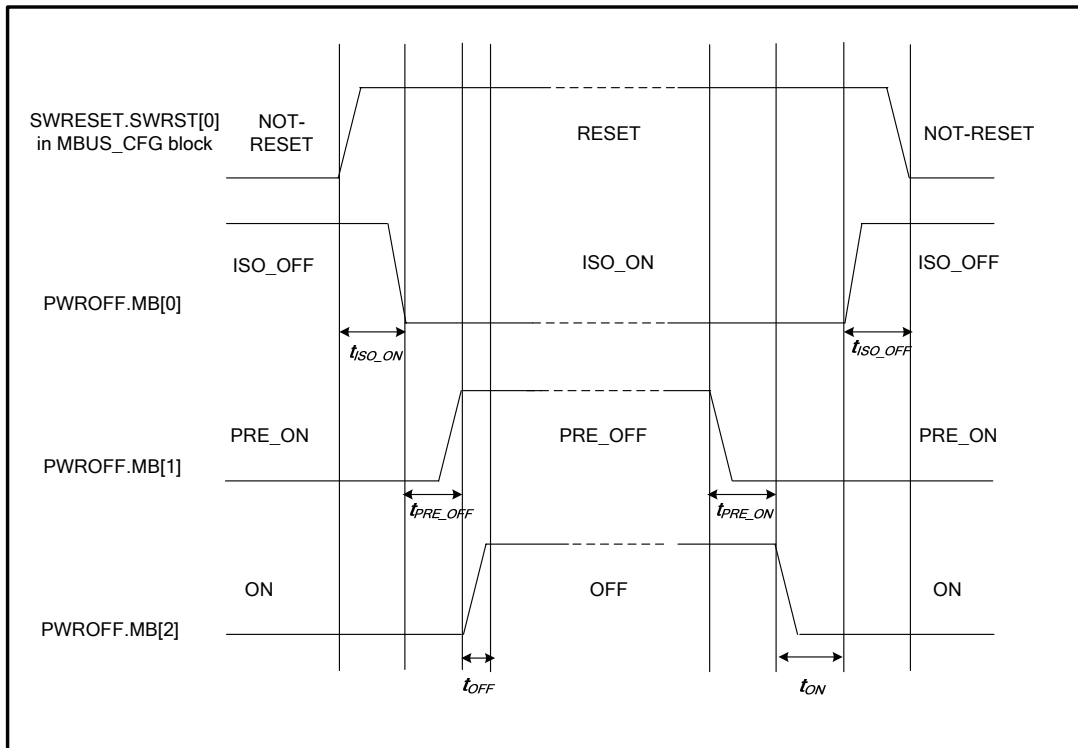 SWRESET.SWRST[0]
in MBUS_CFG block
NOT-
RESET
RESET
NOT-RESET
PWROFF.MB[0]
ISO_OFF
ISO_ON
ISO_OFF
tISO_ON
tISO_OFF
PWROFF.MB[1]
PRE_ON
PRE_OFF
PRE_ON
tPRE_OFF
tPRE_ON
PWROFF.MB[2]
ON
OFF
ON
tOFF
tON